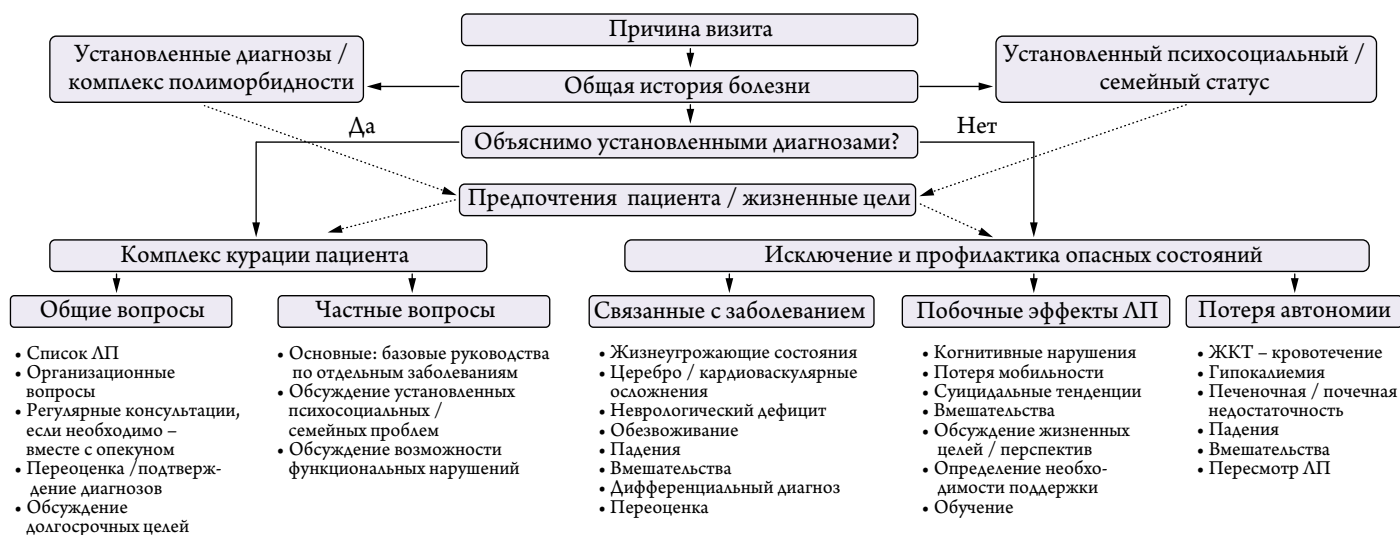 Причина визита
Установленные диагнозы /
комплекс полиморбидности
Установленный психосоциальный /
семейный статус
Общая история болезни
Да
Нет
Объяснимо установленными диагнозами?
Предпочтения пациента / жизненные цели
Комплекс курации пациента
Исключение и профилактика опасных состояний
Общие вопросы
• Список ЛП
• Организационные
вопросы
• Регулярные консультации,
если необходимо –
вместе с опекуном
• Переоценка /подтверж-
дение диагнозов
• Обсуждение
долгосрочных целей
Частные вопросы
• Основные: базовые руководства
по отдельным заболеваниям
• Обсуждение установленных
психосоциальных /
семейных проблем
• Обсуждение возможности
функциональных нарушений
Связанные с заболеванием
• Жизнеугрожающие состояния
• Церебро / кардиоваскулярные
осложнения
• Неврологический дефицит
• Обезвоживание
• Падения
• Вмешательства
• Дифференциальный диагноз
• Переоценка
Побочные эффекты ЛП
• Когнитивные нарушения
• Потеря мобильности
• Суицидальные тенденции
• Вмешательства
• Обсуждение жизненных
целей / перспектив
• Определение необхо-
димости поддержки
• Обучение
Потеря автономии
• ЖКТ – кровотечение
• Гипокалиемия
• Печеночная / почечная
недостаточность
• Падения
• Вмешательства
• Пересмотр ЛП